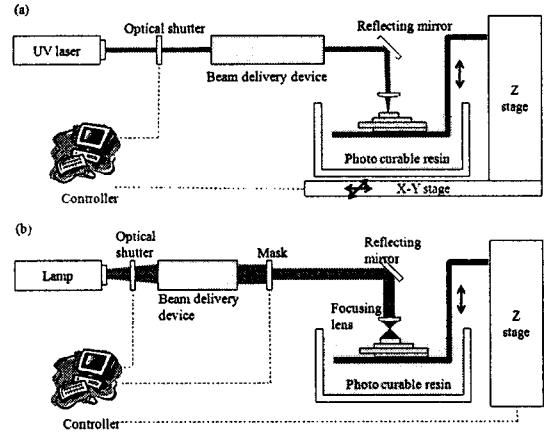 (a)
Optical shutter
Reflecting mirror
UV laser
Beam delivery device
Z
stage
Photo curable resin
Controller
X-Y stage
(b)
Optical
shutter
Mask
Reflecting
mirror
Lamp
Beam delivery
device
Focusing
lens
Z
stage
Photo curable resin
Controller